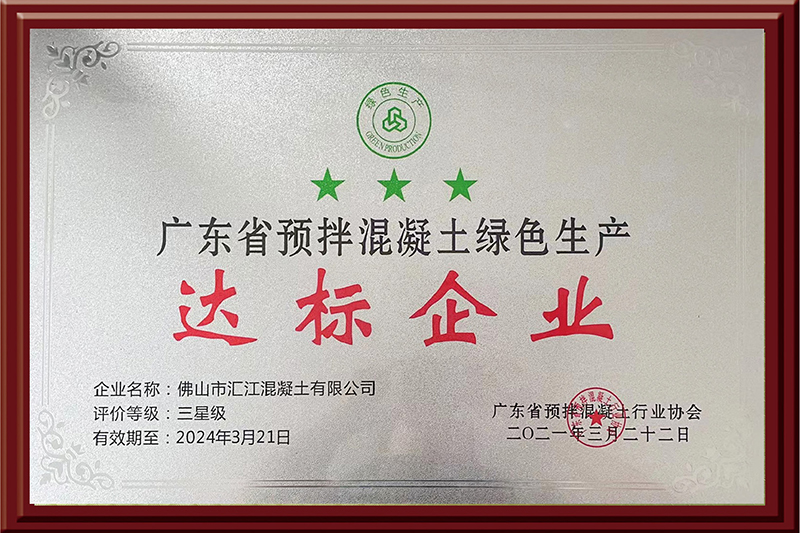 绿色生产
GREEN PRODUCTION
广东省预拌混凝土绿色生产
达标企业
企业名称：佛山市汇江混凝土有限公司
评价等级：三星级
有效期至：2024年3月21日
广东省预拌混凝土行业协会
二〇二一年三月二十二日